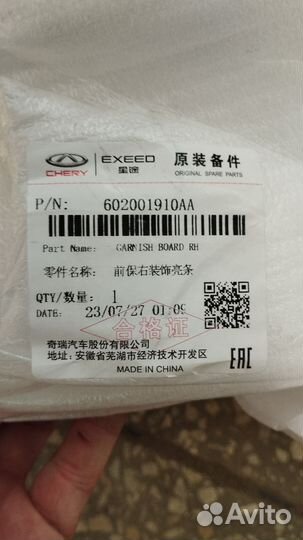 CHERY
EXEED
星途
原装备件
ORIGINAL SPARE PARTS
P/N: 602001910AA
Part Name: GARNISH BOARD RH
零件名称: 前保右装饰亮条
QTY/数量: 1
DATE: 23/07/27 01:09
合格证
奇瑞汽车股份有限公司
地址: 安徽省芜湖市经济技术开发区
MADE IN CHINA
EAC
Avito